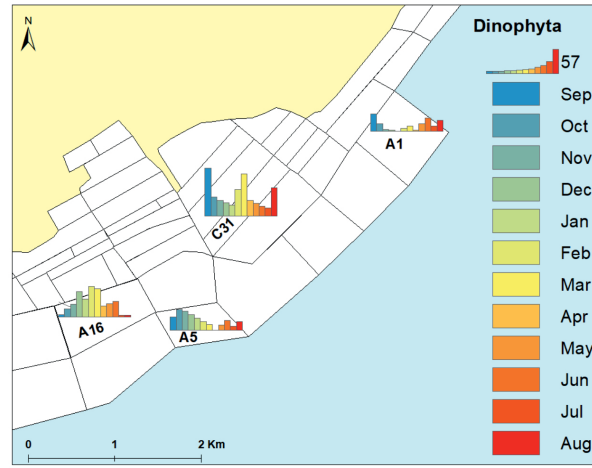 N
Dinophyta
57
Sep
Oct
Nov
Dec
Jan
Feb
Mar
Apr
May
Jun
Jul
Aug
A1
C31
A16
A5
0 1 2 Km